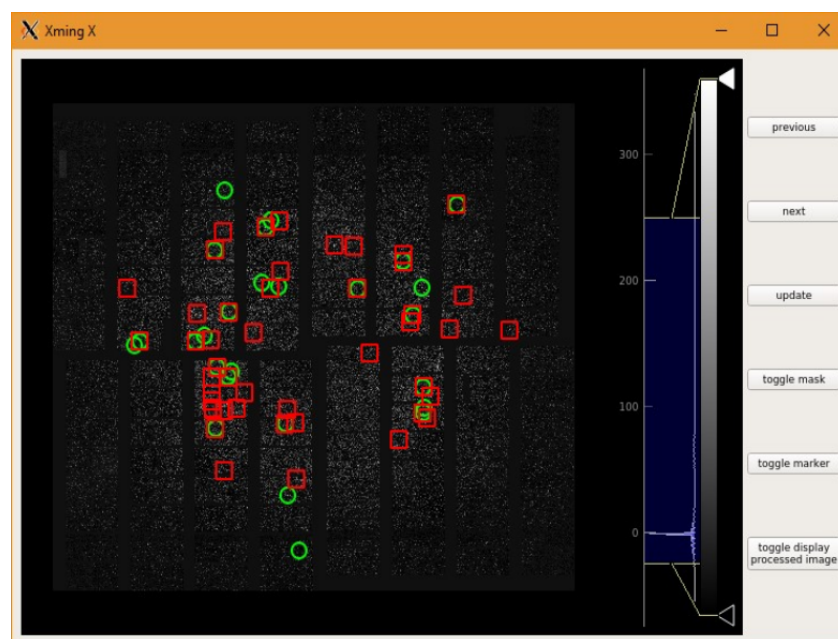 Xming X
previous
300
next
200
update
toggle mask
100
toggle marker
0
toggle display
processed image